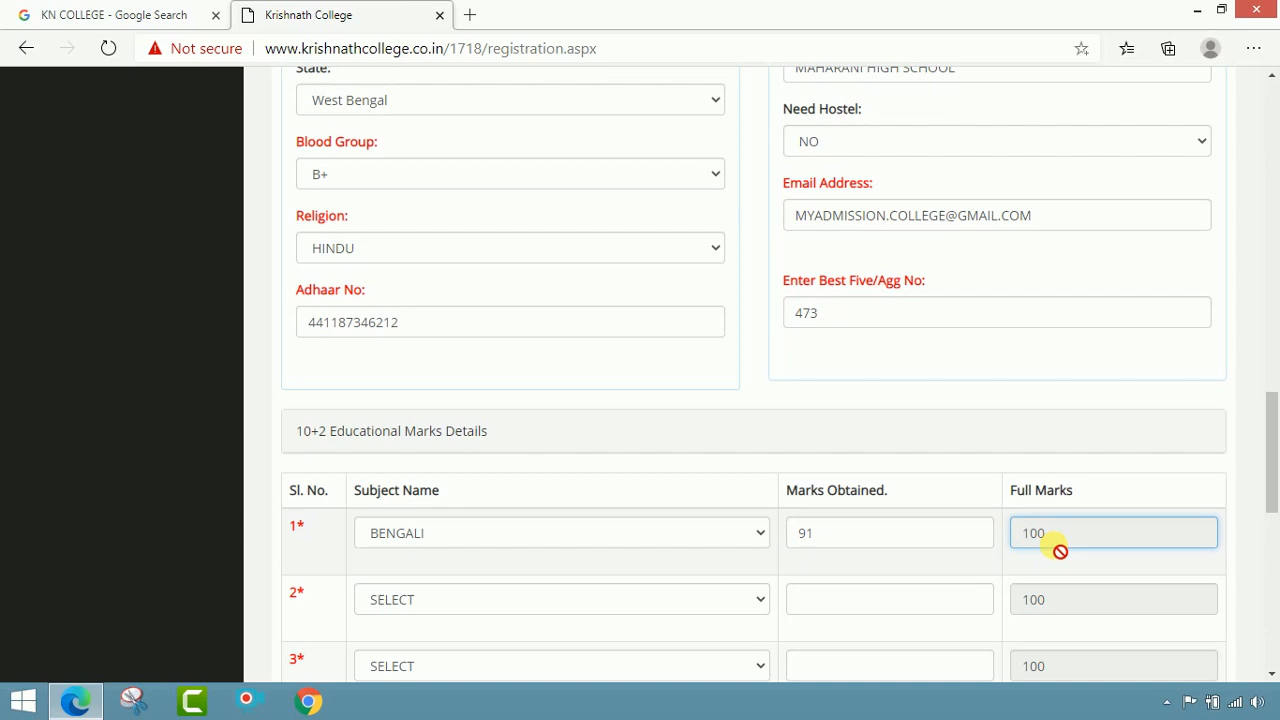 KN COLLEGE - Google Search
Krishnath College
Not secure
www.krishnathcollege.co.in/1718/registration.aspx
State:
West Bengal
Blood Group:
B+
Religion:
HINDU
Adhaar No:
441187346212
MAHARANI HIGH SCHOOL
Need Hostel:
NO
Email Address:
MYADMISSION.COLLEGE@GMAIL.COM
Enter Best Five/Agg No:
473
10+2 Educational Marks Details
Sl. No. Subject Name Marks Obtained. Full Marks
1* BENGALI 91 100
2* SELECT 100
3* SELECT 100